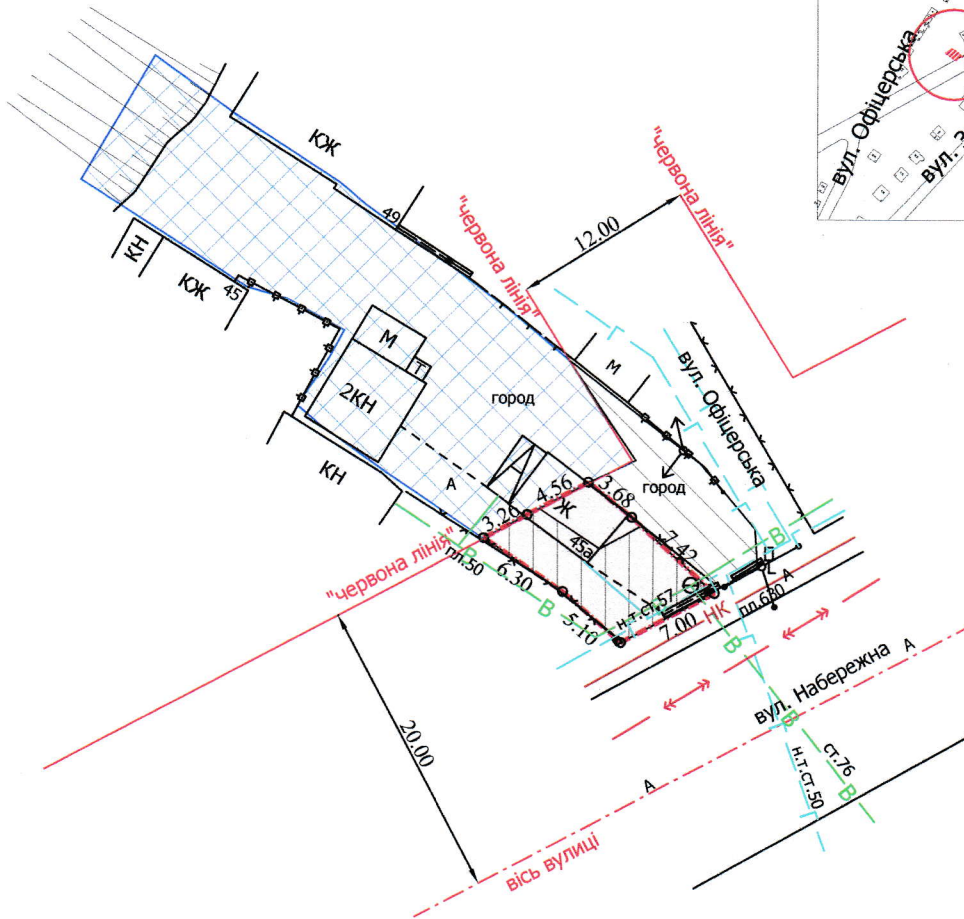 вул. Офіцерська
вул. З
КЖ
"червона лінія"
49
12.00
"червона лінія"
КН
КЖ
45
М
Т
2КН
город
М
вул. Офіцерська
КН
А
4.56
3.68
город
3.26
Ж
45а
7.42
В
"червона лінія"
пл.50
В
6.30
В
5.10
н.т.ст.57
7.00
НК
пл.630
А
В
20.00
вул. Набережна
А
В
А
ст.76
н.т.ст.50
В
вісь вулиці